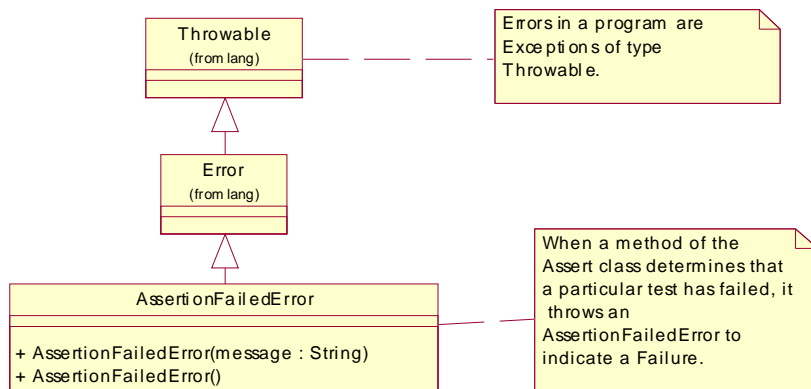 Throwable
(from lang)
Errors in a program are
Exceptions of type
Throwable.
Error
(from lang)
When a method of the
Assert class determines that
a particular test has failed, it
throws an
AssertionFailedError to
indicate a Failure.
AssertionFailedError
+ AssertionFailedError(message : String)
+ AssertionFailedError()